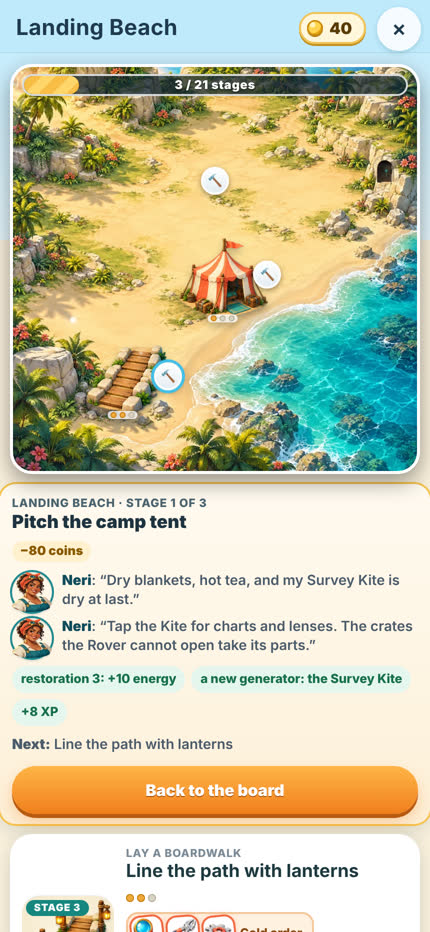 Landing Beach
40
×
3 / 21 stages
LANDING BEACH · STAGE 1 OF 3
Pitch the camp tent
−80 coins
Neri: “Dry blankets, hot tea, and my Survey Kite is
dry at last.”
Neri: “Tap the Kite for charts and lenses. The crates
the Rover cannot open take its parts.”
restoration 3: +10 energy
a new generator: the Survey Kite
+8 XP
Next: Line the path with lanterns
Back to the board
LAY A BOARDWALK
Line the path with lanterns
STAGE 3
Gold order